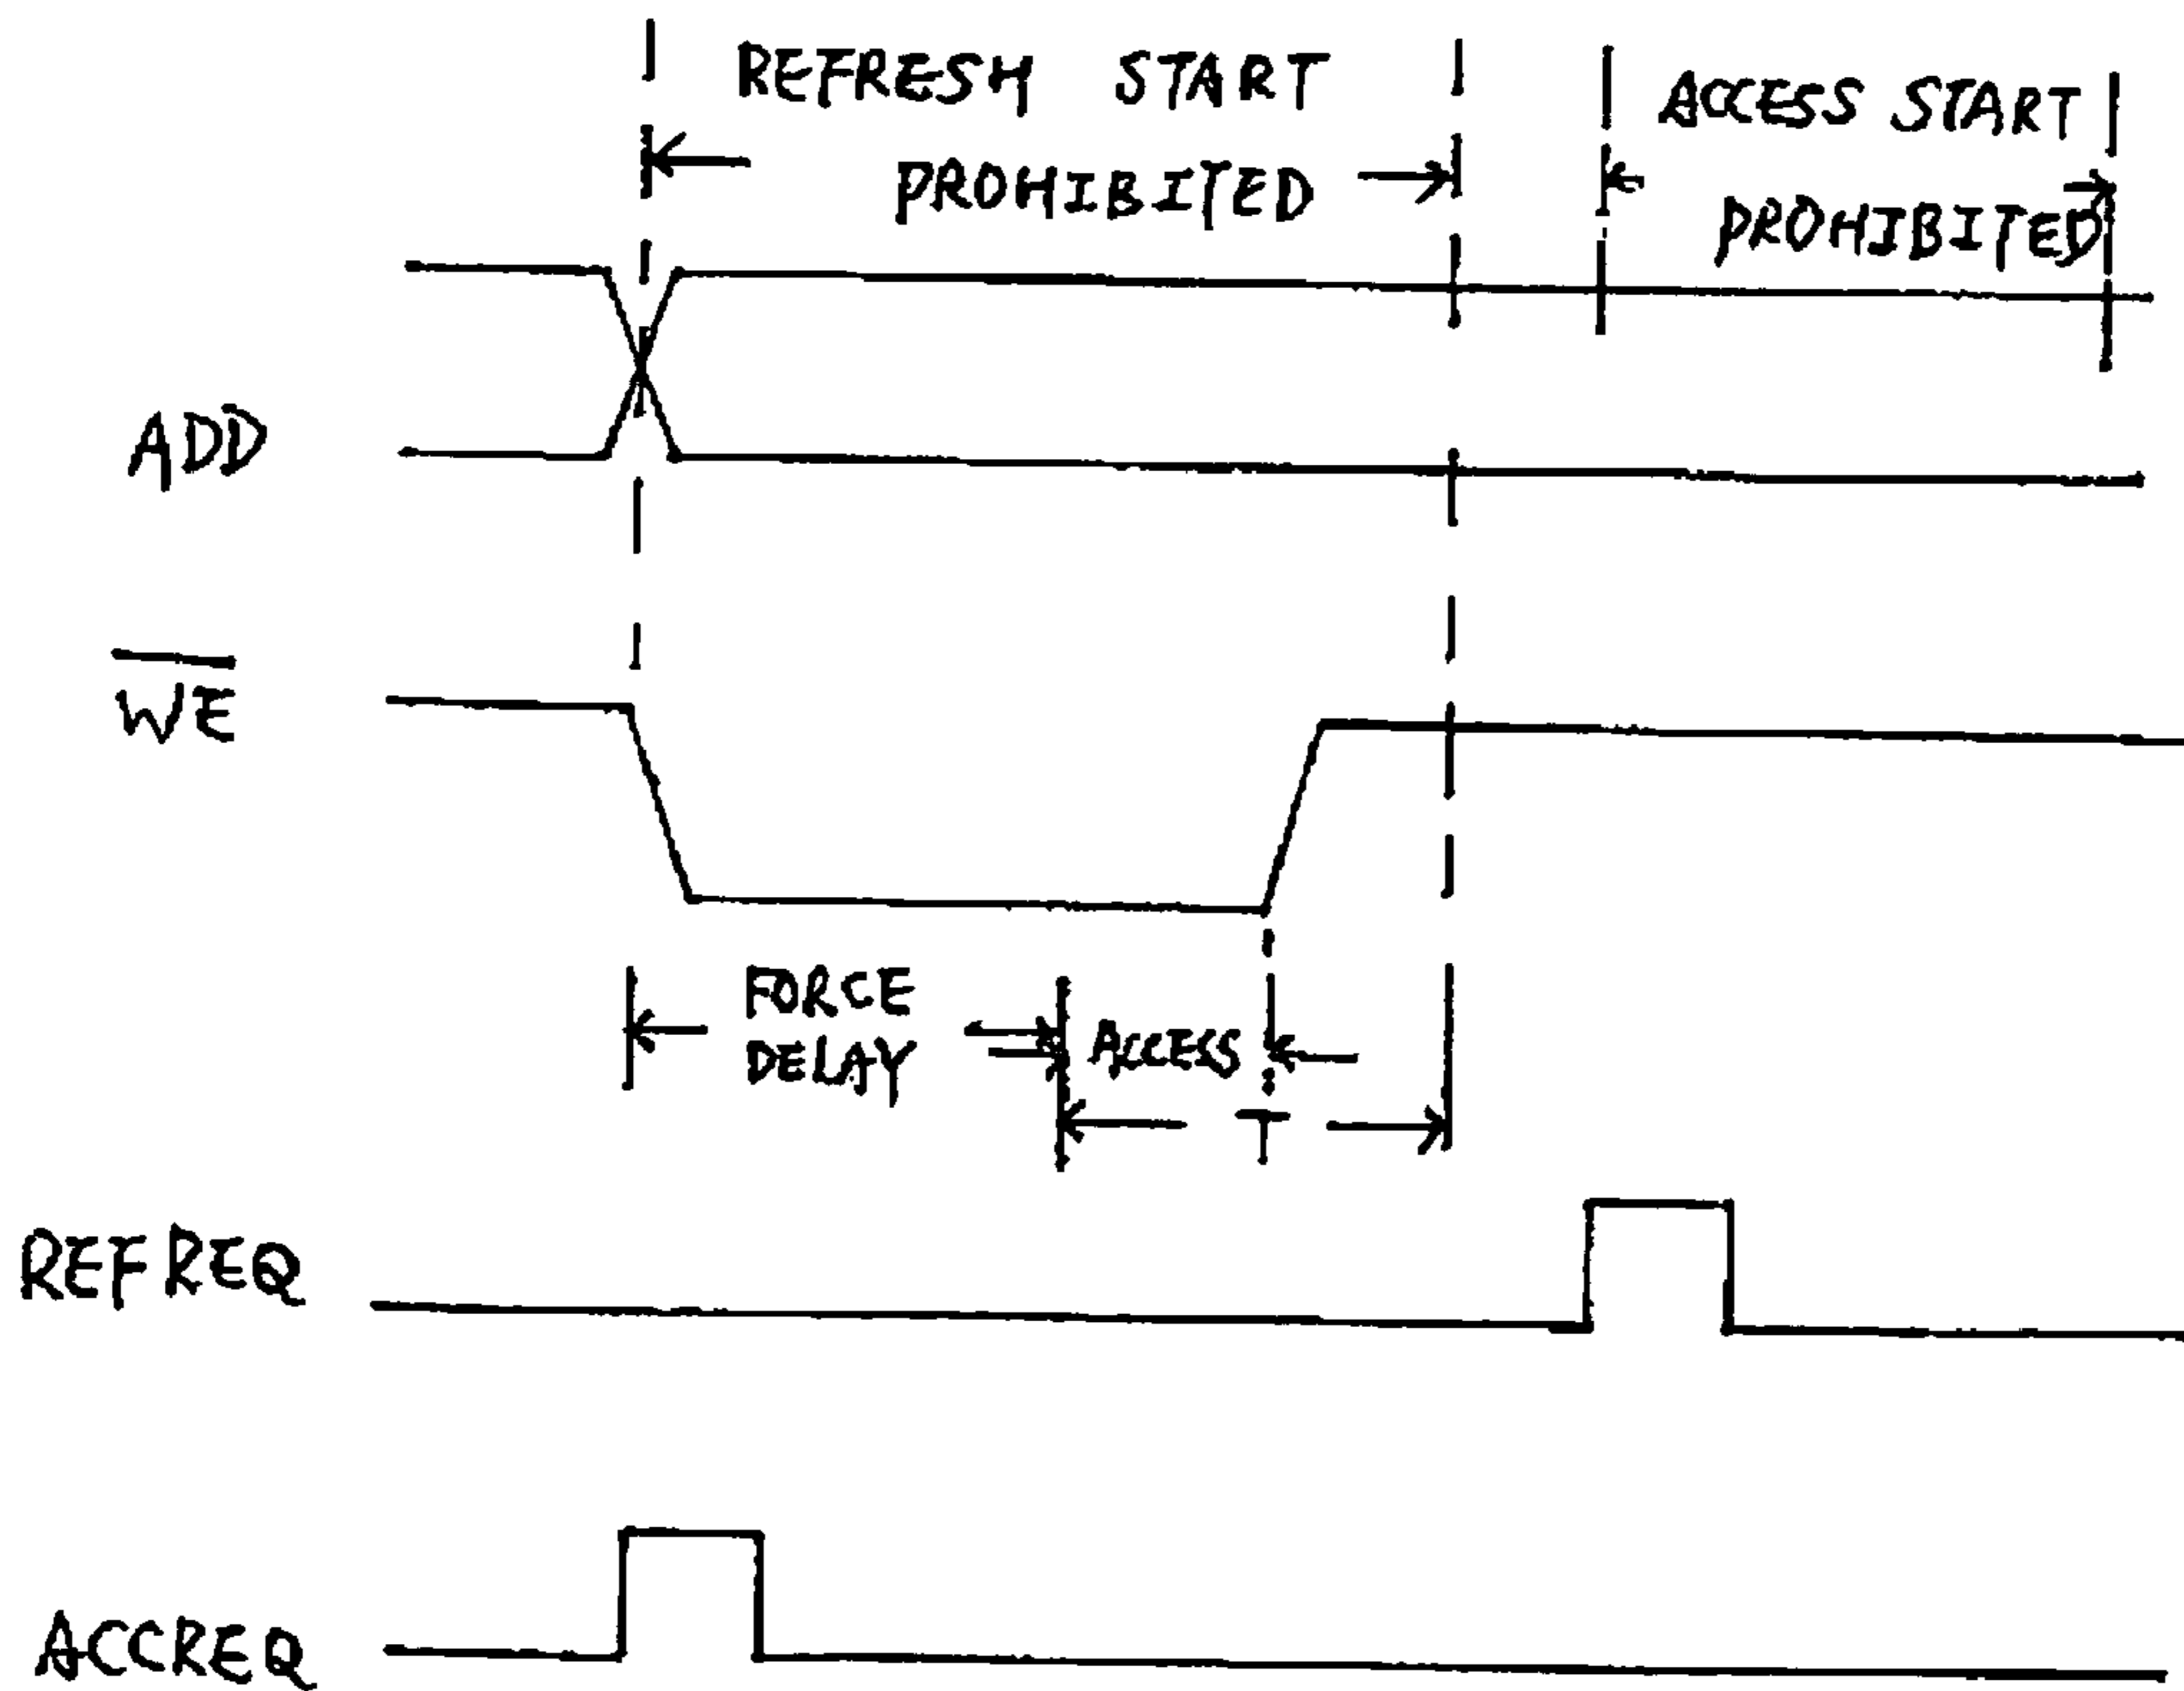 REFRESH START
PROHIBITED
ACCESS START
PROHIBITED
ADD
WE
FORCE
DELAY
ACCESS
T
REFREQ
ACCREQ